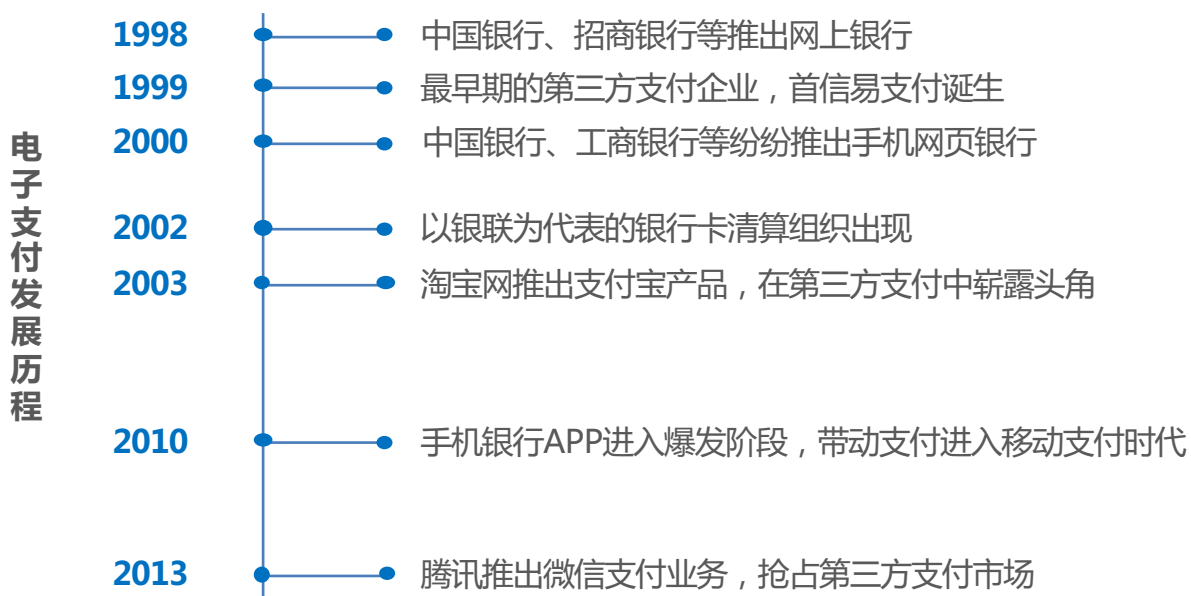 电子支付发展历程
1998 中国银行、招商银行等推出网上银行
1999 最早期的第三方支付企业，首信易支付诞生
2000 中国银行、工商银行等纷纷推出手机网页银行
2002 以银联为代表的银行卡清算组织出现
2003 淘宝网推出支付宝产品，在第三方支付中崭露头角
2010 手机银行APP进入爆发阶段，带动支付进入移动支付时代
2013 腾讯推出微信支付业务，抢占第三方支付市场